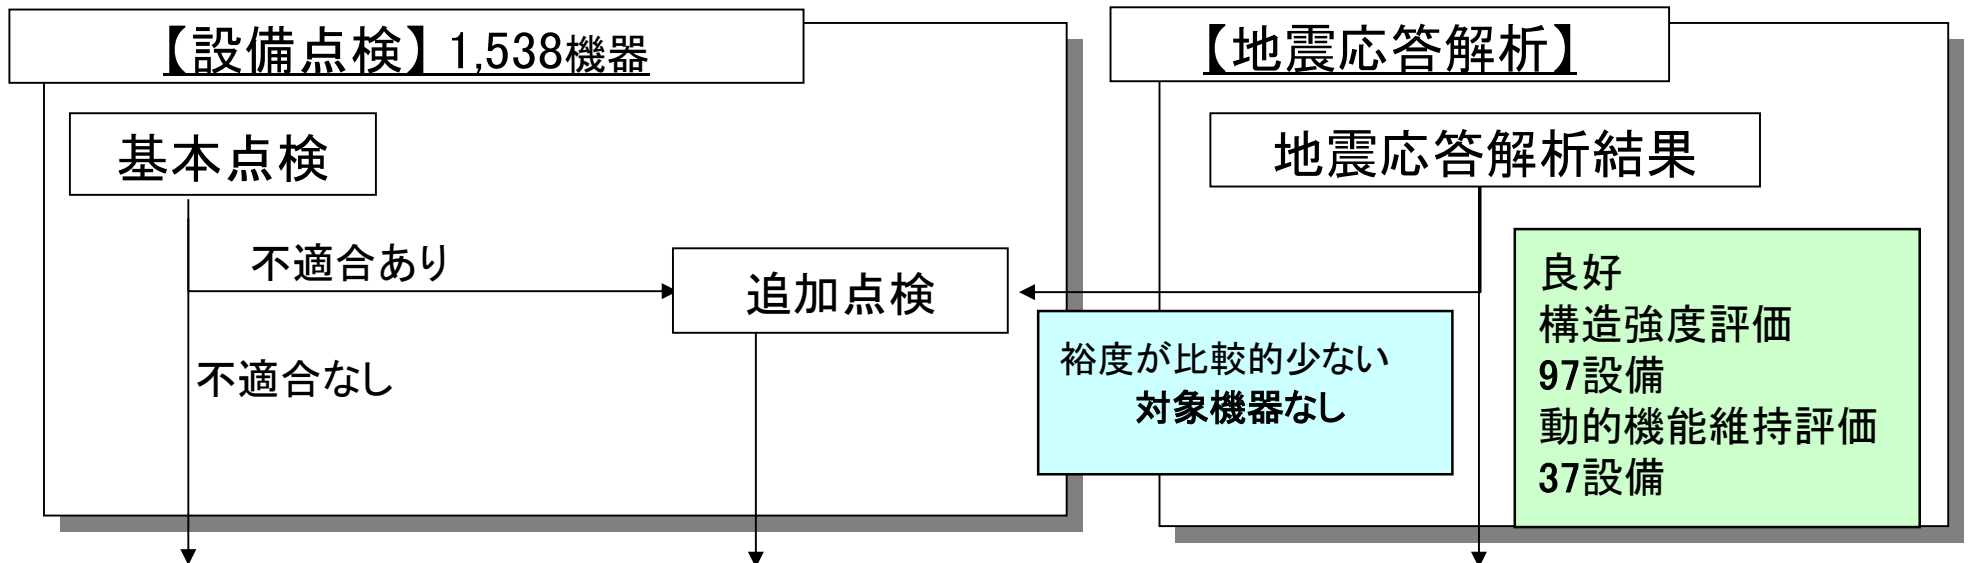 【設備点検】1,538機器
基本点検
不適合あり
追加点検
不適合なし
【地震応答解析】
地震応答解析結果
裕度が比較的少ない
対象機器なし
良好
構造強度評価
97設備
動的機能維持評価
37設備